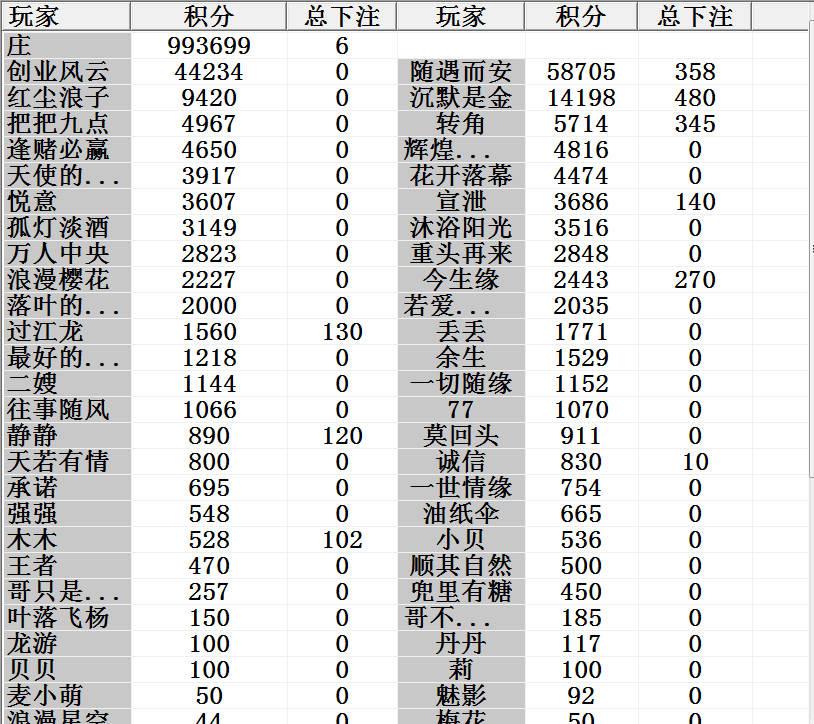 玩家 积分 总下注 玩家 积分 总下注
庄 993699 6
创业风云 44234 0 随遇而安 58705 358
红尘浪子 9420 0 沉默是金 14198 480
把把九点 4967 0 转角 5714 345
逢赌必赢 4650 0 辉煌... 4816 0
天使的... 3917 0 花开落幕 4474 0
悦意 3607 0 宣泄 3686 140
孤灯淡酒 3149 0 沐浴阳光 3516 0
万人中央 2823 0 重头再来 2848 0
浪漫樱花 2227 0 今生缘 2443 270
落叶的... 2000 0 若爱... 2035 0
过江龙 1560 130 丢丢 1771 0
最好的... 1218 0 余生 1529 0
二嫂 1144 0 一切随缘 1152 0
往事随风 1066 0 77 1070 0
静静 890 120 莫回头 911 0
天若有情 800 0 诚信 830 10
承诺 695 0 一世情缘 754 0
强强 548 0 油纸伞 665 0
木木 528 102 小贝 536 0
王者 470 0 顺其自然 500 0
哥只是... 257 0 兜里有糖 450 0
叶落飞杨 150 0 哥不... 185 0
龙游 100 0 丹丹 117 0
贝贝 100 0 莉 100 0
麦小萌 50 0 魅影 92 0
浪漫星空 44 0 梅花 50 0